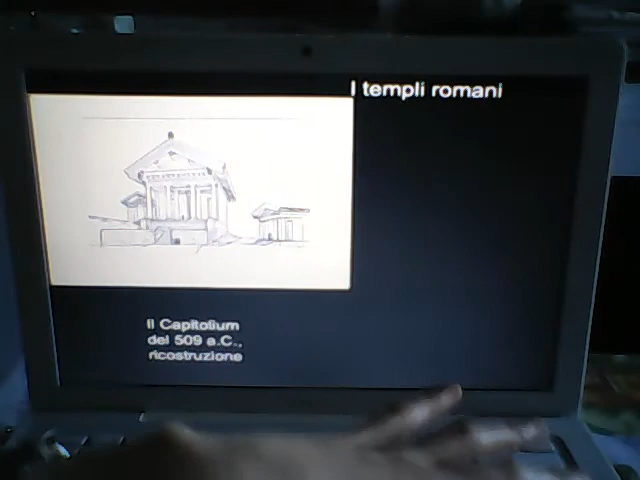 I templi romani
Il Capitolium
del 509 a.C.,
ricostruzione